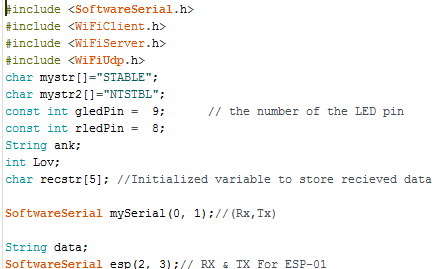 #include <SoftwareSerial.h>
#include <WiFiClient.h>
#include <WiFiServer.h>
#include <WiFiUdp.h>
char mystr[]="STABLE";
char mystr2[]="NTSTBL";
const int gledPin =  9;      // the number of the LED pin
const int rledPin =  8;
String ank;
int Lov;
char recstr[5]; //Initialized variable to store recieved data
SoftwareSerial mySerial(0, 1);//(Rx,Tx)
String data;
SoftwareSerial esp(2, 3);// RX & TX For ESP-01